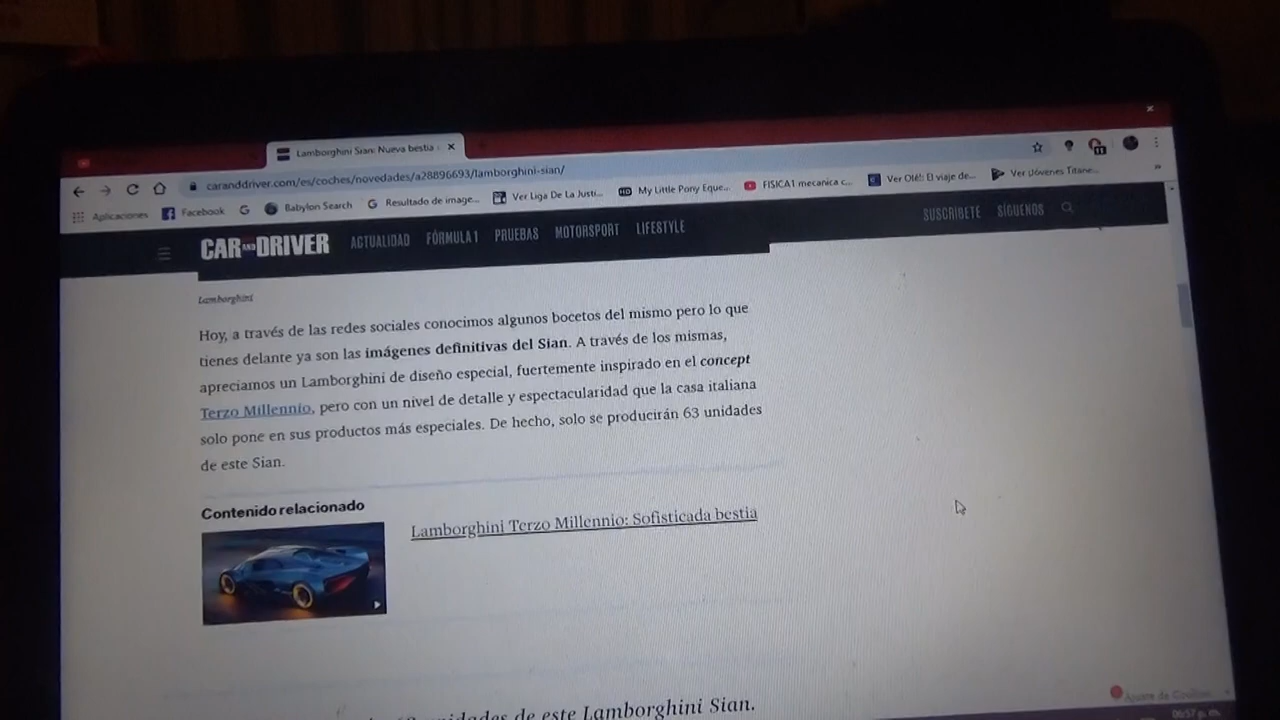 Lamborghini Sian: Nueva bestia
caranddriver.com/es/coches/novedades/a28896693/lamborghini-sian/
Aplicaciones Facebook Babylon Search Resultado de image... Ver Liga De La Justi... My Little Pony Eque... FISICA1 mecanica c... Ver Olé!: El viaje de... Ver Jóvenes Titane... »
CAR AND DRIVER ACTUALIDAD FÓRMULA 1 PRUEBAS MOTORSPORT LIFESTYLE SUSCRÍBETE SÍGUENOS
Lamborghini
Hoy, a través de las redes sociales conocimos algunos bocetos del mismo pero lo que
tienes delante ya son las imágenes definitivas del Sian. A través de los mismas,
apreciamos un Lamborghini de diseño especial, fuertemente inspirado en el concept
Terzo Millennio, pero con un nivel de detalle y espectacularidad que la casa italiana
solo pone en sus productos más especiales. De hecho, solo se producirán 63 unidades
de este Sian.
Contenido relacionado
Lamborghini Terzo Millennio: Sofisticada bestia
unidades de este Lamborghini Sian.
Ajuste de Cookies
06:57 p. m.